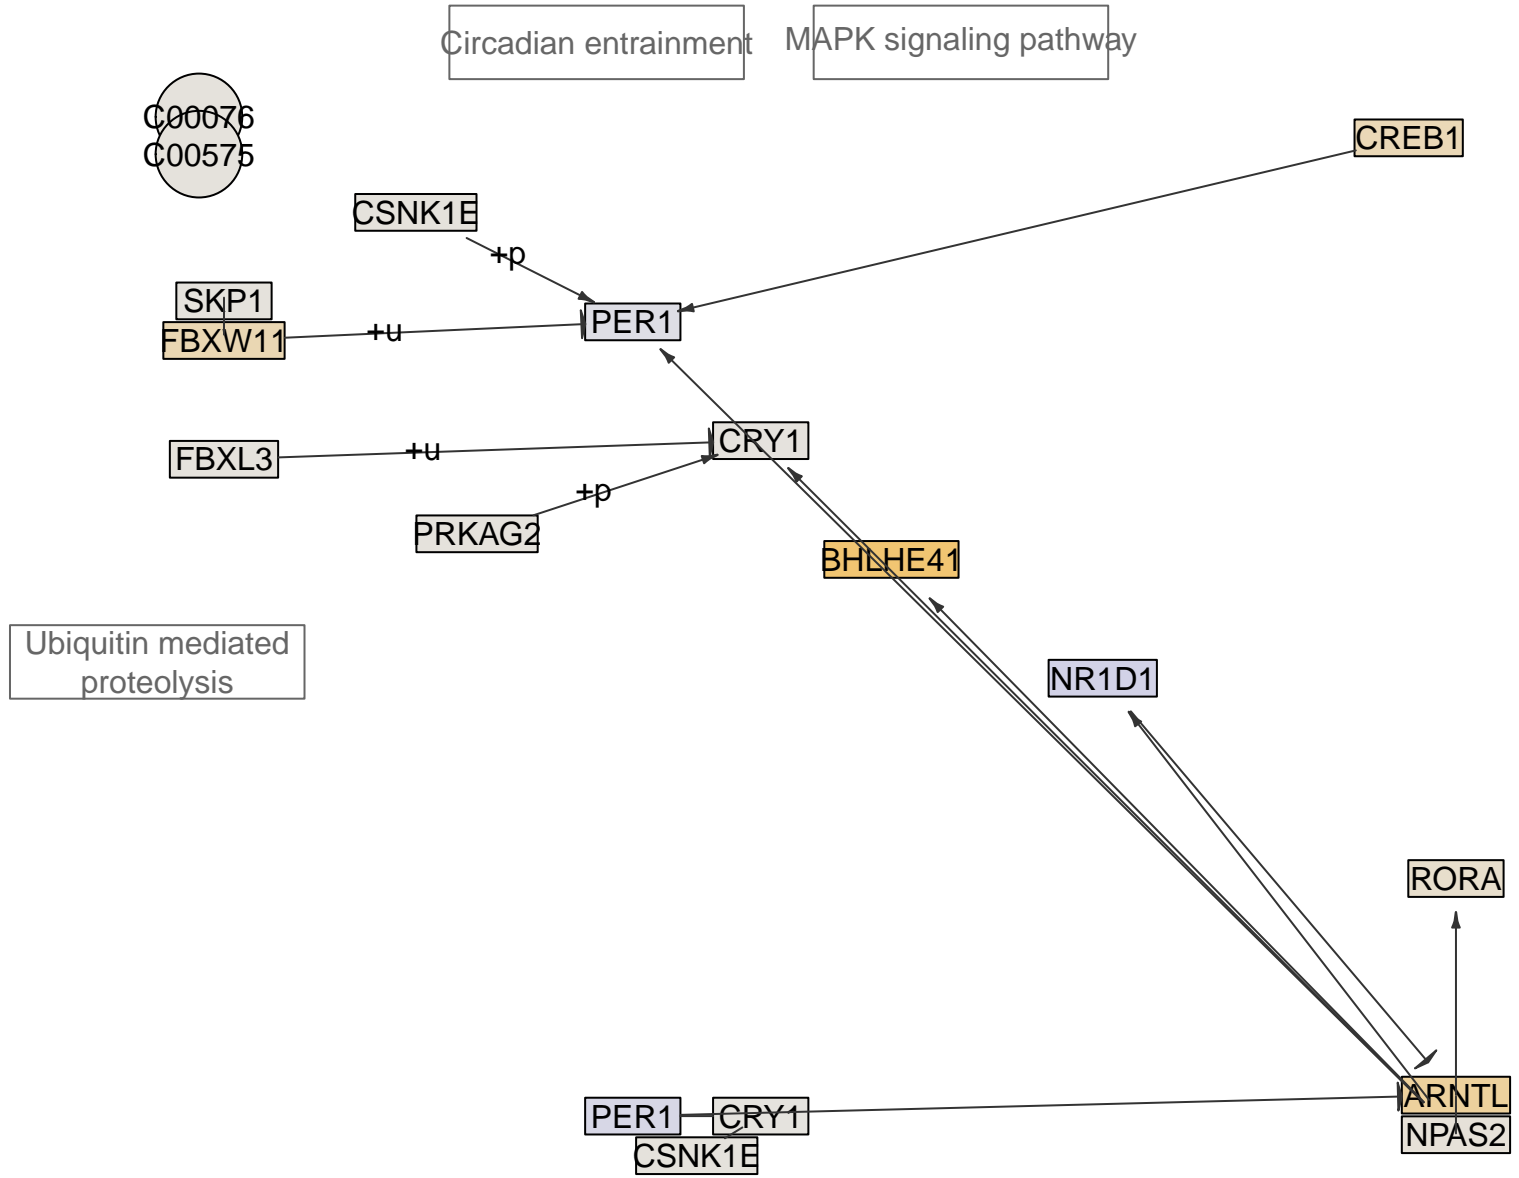 Circadian entrainment
MAPK signaling pathway
C00076
C00575
CREB1
CSNK1E
+p
SKP1
FBXW11
+u
PER1
FBXL3
+u
CRY1
+p
PRKAG2
BHLHE41
Ubiquitin mediated
proteolysis
NR1D1
RORA
ARNTL
NPAS2
PER1
CRY1
CSNK1E